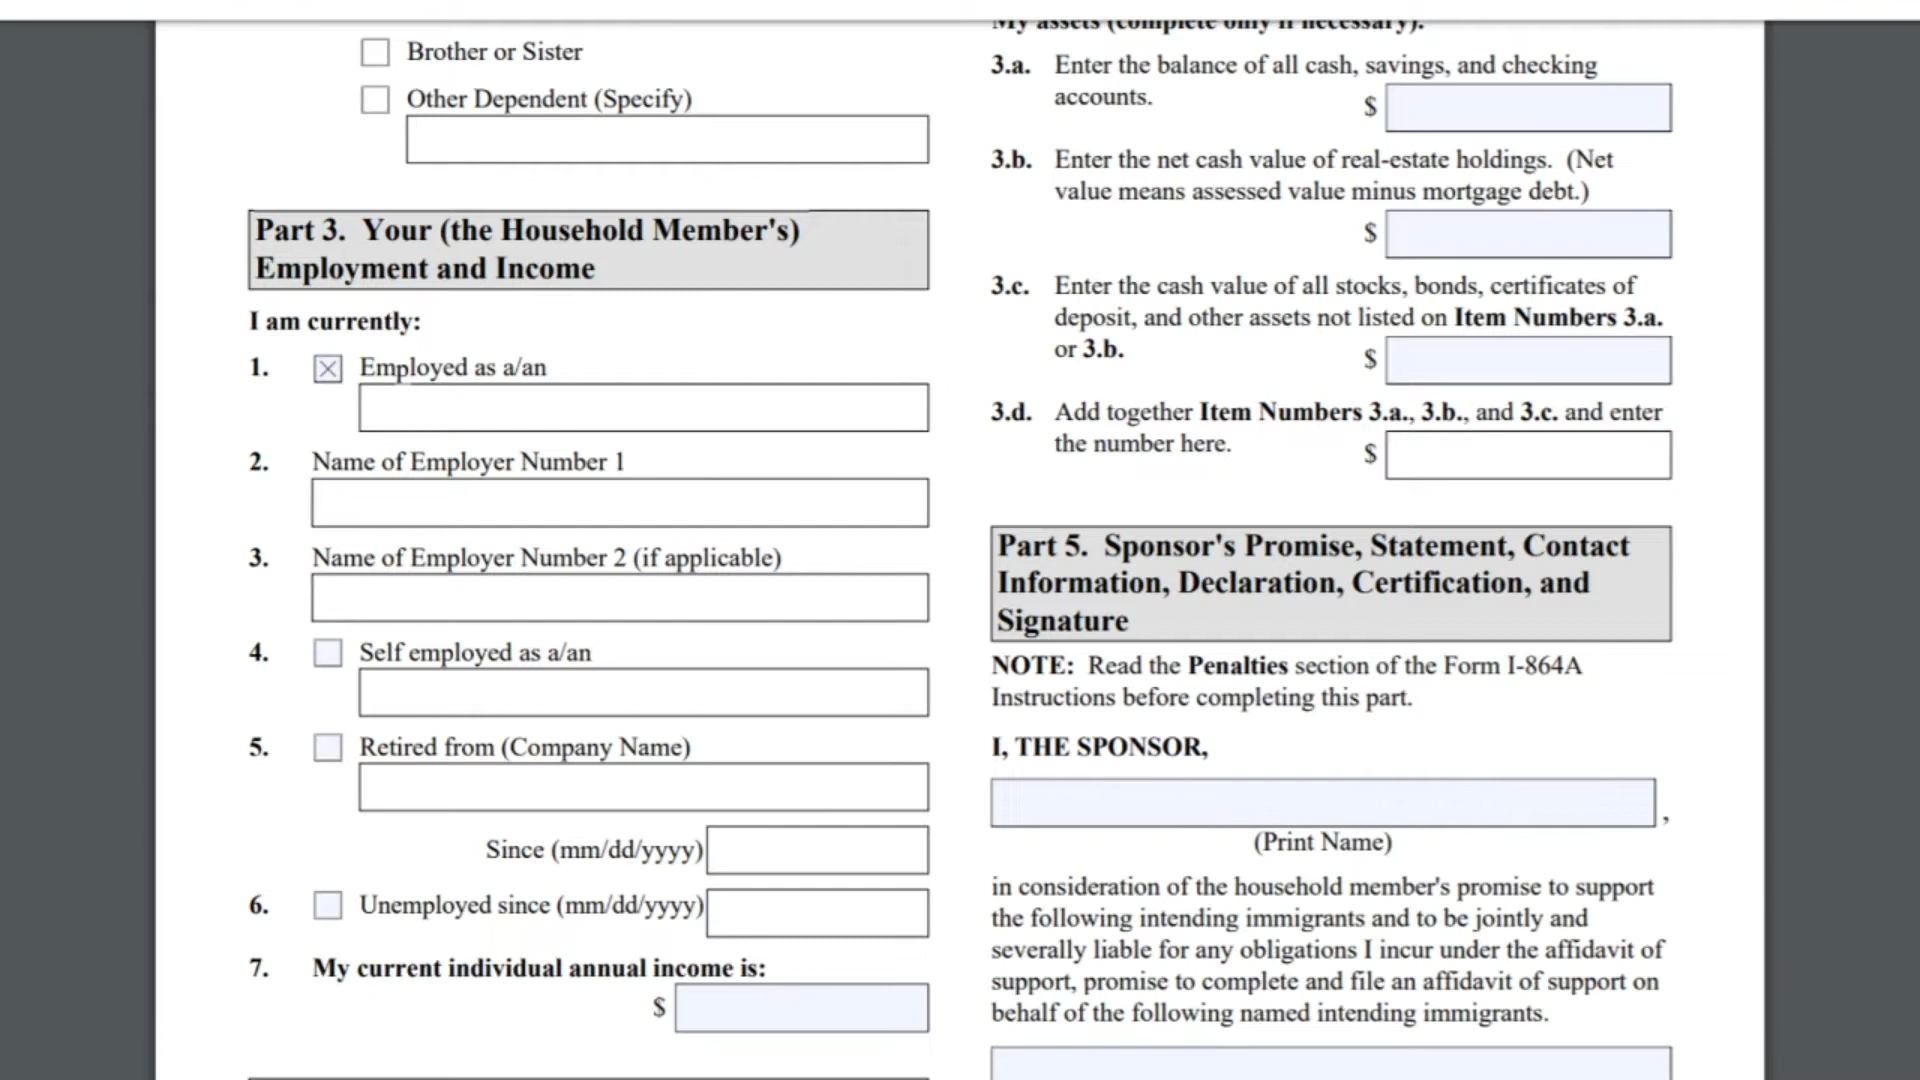 Brother or Sister
Other Dependent (Specify)
Part 3. Your (the Household Member's)
Employment and Income
I am currently:
1. Employed as a/an
2. Name of Employer Number 1
3. Name of Employer Number 2 (if applicable)
4. Self employed as a/an
5. Retired from (Company Name)
Since (mm/dd/yyyy)
6. Unemployed since (mm/dd/yyyy)
7. My current individual annual income is:
$
My assets (complete only if necessary).
3.a. Enter the balance of all cash, savings, and checking
accounts. $
3.b. Enter the net cash value of real-estate holdings. (Net
value means assessed value minus mortgage debt.)
$
3.c. Enter the cash value of all stocks, bonds, certificates of
deposit, and other assets not listed on Item Numbers 3.a.
or 3.b. $
3.d. Add together Item Numbers 3.a., 3.b., and 3.c. and enter
the number here. $
Part 5. Sponsor's Promise, Statement, Contact
Information, Declaration, Certification, and
Signature
NOTE: Read the Penalties section of the Form I-864A
Instructions before completing this part.
I, THE SPONSOR,
,
(Print Name)
in consideration of the household member's promise to support
the following intending immigrants and to be jointly and
severally liable for any obligations I incur under the affidavit of
support, promise to complete and file an affidavit of support on
behalf of the following named intending immigrants.